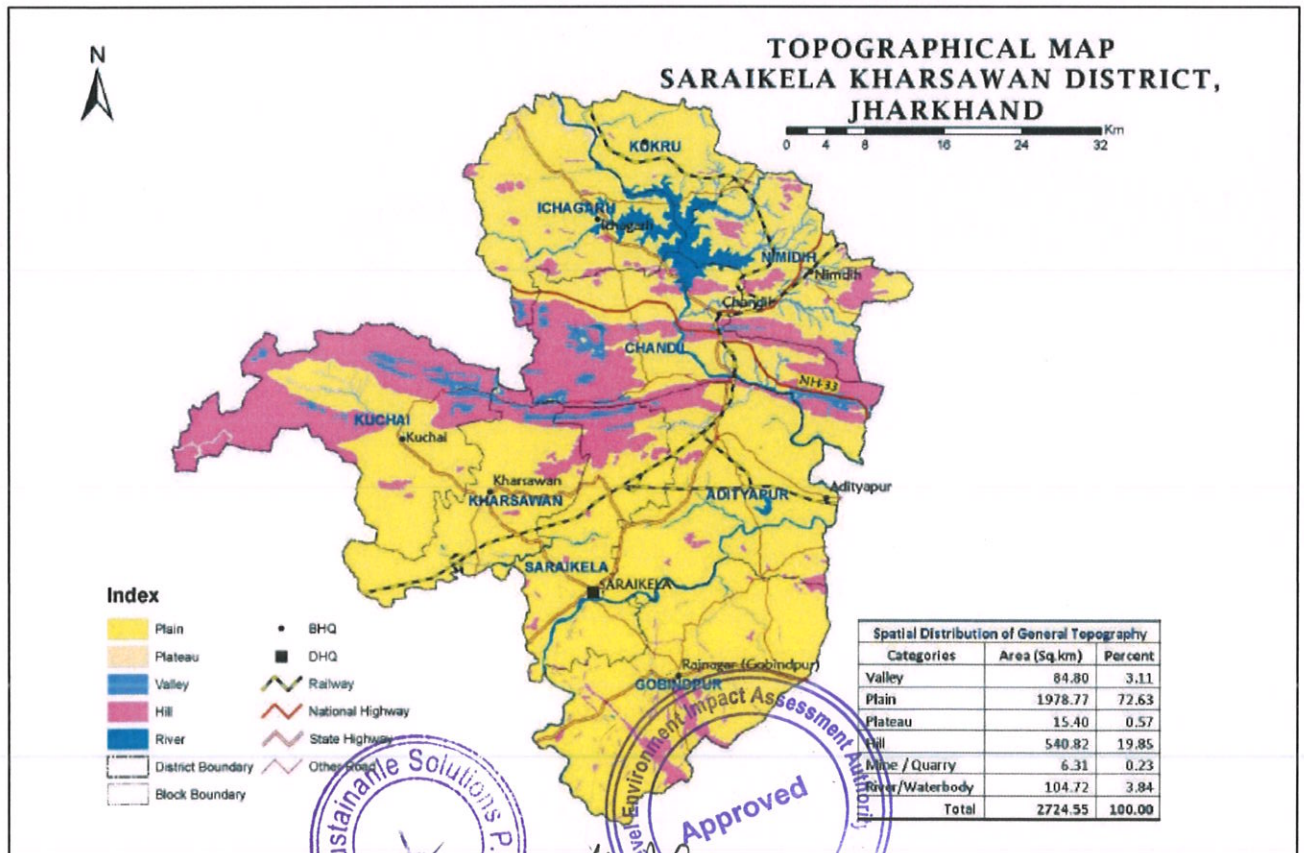 N
TOPOGRAPHICAL MAP
SARAIKELA KHARSAWAN DISTRICT,
JHARKHAND
Km
0 4 8 16 24 32
KUKRU
ICHAGARH
Ichagarh
NIMIDIH
Nimdih
Chandil
CHANDIL
NH-33
KUCHAI
Kuchai
Kharsawan
KHARSAWAN
ADITYAPUR
Adityapur
SARAIKELA
SARAIKELA
Rajnagar (Gobindpur)
GOBINDPUR
Index
Plain
Plateau
Valley
Hill
River
District Boundary
Block Boundary
BHQ
DHQ
Railway
National Highway
State Highway
Other Road
Spatial Distribution of General Topography
Categories Area (Sq.km) Percent
Valley 84.80 3.11
Plain 1978.77 72.63
Plateau 15.40 0.57
Hill 540.82 19.85
Mine / Quarry 6.31 0.23
River/Waterbody 104.72 3.84
Total 2724.55 100.00
ustainable Solutions P.
evel Environment Impact Assessment Authority
Approved